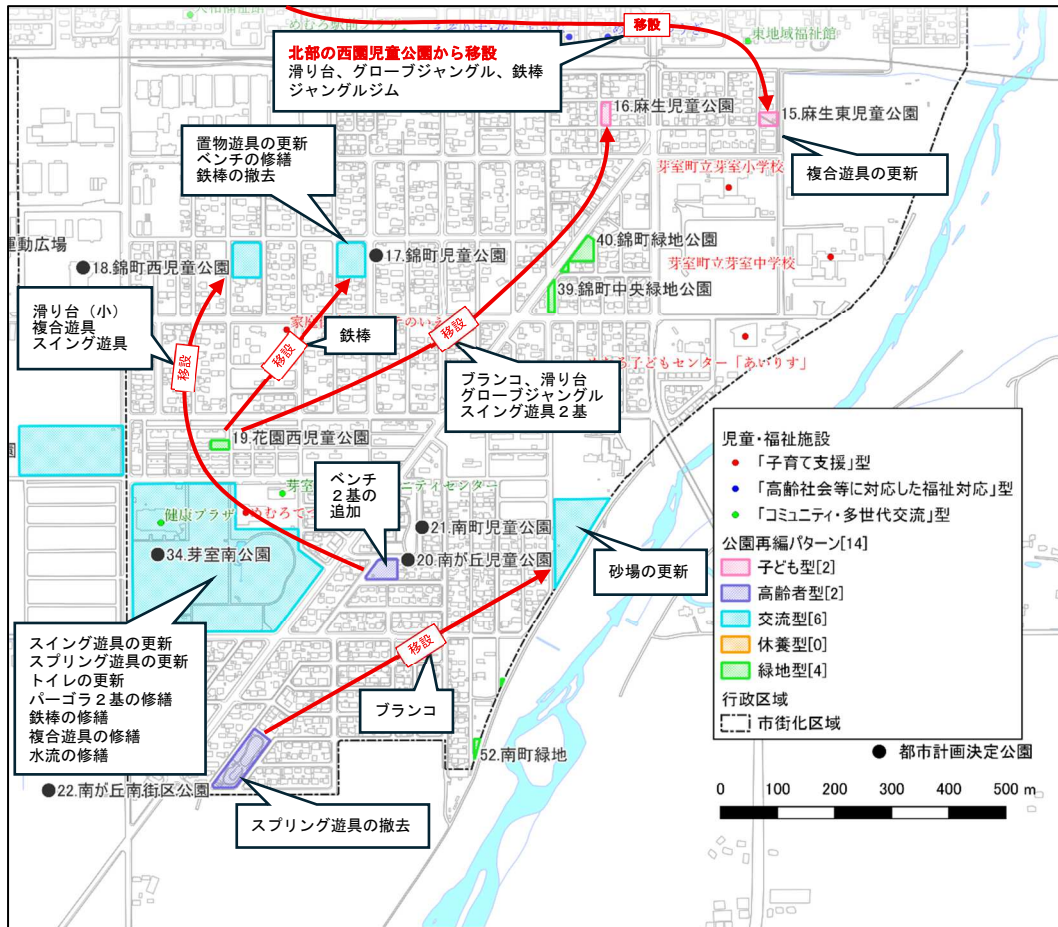 移設
北部の西園児童公園から移設
滑り台、グローブジャングル、鉄棒
ジャングルジム
東地域福祉館
16.麻生児童公園
15.麻生東児童公園
複合遊具の更新
芽室町立芽室小学校
置物遊具の更新
ベンチの修繕
鉄棒の撤去
運動広場
●18.錦町西児童公園
●17.錦町児童公園
40.錦町緑地公園
芽室町立芽室中学校
39.錦町中央緑地公園
滑り台（小）
複合遊具
スイング遊具
移設
移設
鉄棒
移設
子どもセンター「あいりす」
ブランコ、滑り台
グローブジャングル
スイング遊具２基
19.花園西児童公園
園
ベンチ
２基の
追加
健康プラザ
●34.芽室南公園
●21.南町児童公園
●20.南が丘児童公園
砂場の更新
移設
ブランコ
スイング遊具の更新
スプリング遊具の更新
トイレの更新
パーゴラ２基の修繕
鉄棒の修繕
複合遊具の修繕
水流の修繕
●22.南が丘南街区公園
スプリング遊具の撤去
52.南町緑地
児童・福祉施設
「子育て支援」型
「高齢社会等に対応した福祉対応」型
「コミュニティ・多世代交流」型
公園再編パターン[14]
子ども型[2]
高齢者型[2]
交流型[6]
休養型[0]
緑地型[4]
行政区域
市街化区域
● 都市計画決定公園
0 100 200 300 400 500 m